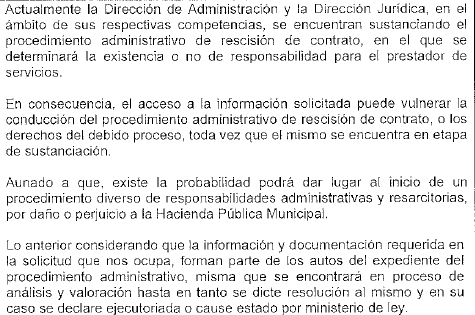 Actualmente la Dirección de Administración y la Dirección Jurídica, en el
ámbito de sus respectivas competencias, se encuentran sustanciando el
procedimiento administrativo de rescisión de contrato, en el que se
determinará la existencia o no de responsabilidad para el prestador de
servicios.
En consecuencia, el acceso a la información solicitada puede vulnerar la
conducción del procedimiento administrativo de rescisión de contrato, o los
derechos del debido proceso, toda vez que el mismo se encuentra en etapa
de sustanciación.
Aunado a que, existe la probabilidad podrá dar lugar al inicio de un
procedimiento diverso de responsabilidades administrativas y resarcitorias,
por daño o perjuicio a la Hacienda Pública Municipal.
Lo anterior considerando que la información y documentación requerida en
la solicitud que nos ocupa, forman parte de los autos del expediente del
procedimiento administrativo, misma que se encontrará en proceso de
análisis y valoración hasta en tanto se dicte resolución al mismo y en su
caso se declare ejecutoriada o cause estado por ministerio de ley.